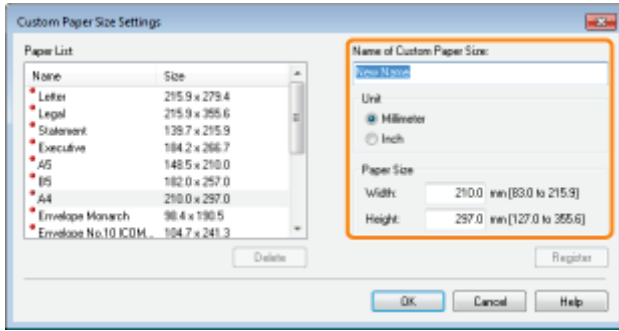 Custom Paper Size Settings
Paper List
Name Size
Letter 215.9 x 279.4
Legal 215.9 x 355.6
Statement 139.7 x 215.9
Executive 184.2 x 266.7
A5 148.5 x 210.0
B5 182.0 x 257.0
A4 210.0 x 297.0
Envelope Monarch 98.4 x 190.5
Envelope No.10 (COM... 104.7 x 241.3
Delete
Name of Custom Paper Size:
New Name
Unit
Millimeter
Inch
Paper Size
Width: 210.0 mm [83.0 to 215.9]
Height: 297.0 mm [127.0 to 355.6]
Register
OK Cancel Help